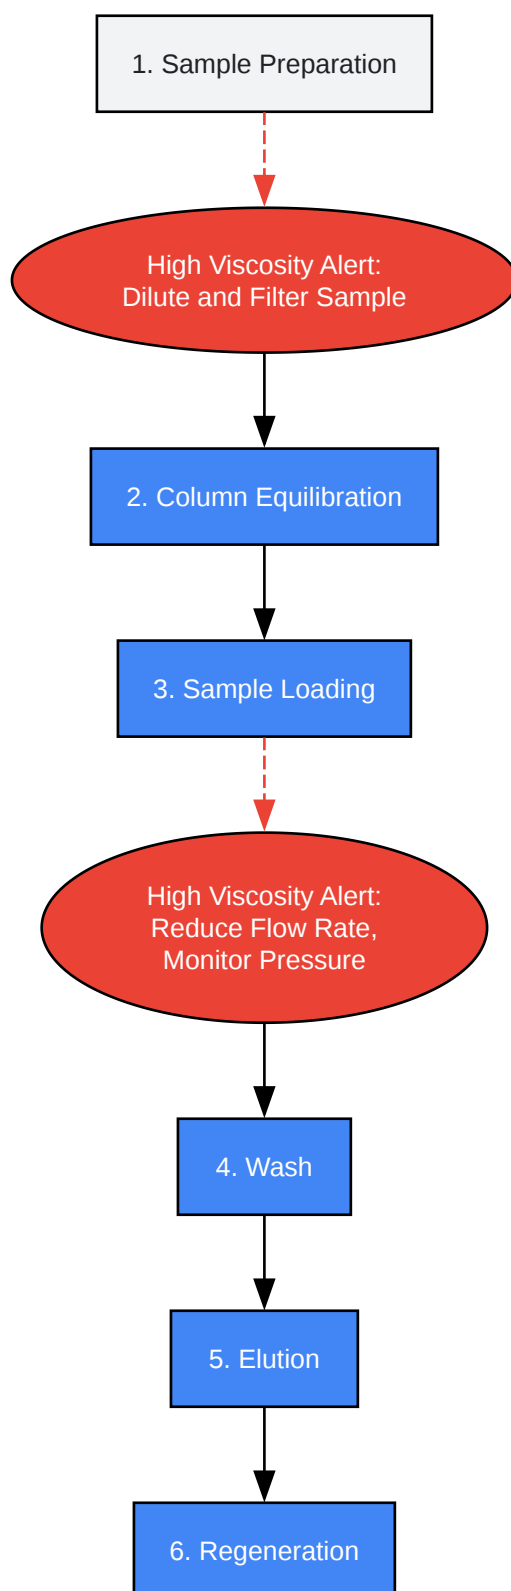 1. Sample Preparation
High Viscosity Alert:
Dilute and Filter Sample
2. Column Equilibration
3. Sample Loading
High Viscosity Alert:
Reduce Flow Rate,
Monitor Pressure
4. Wash
5. Elution
6. Regeneration